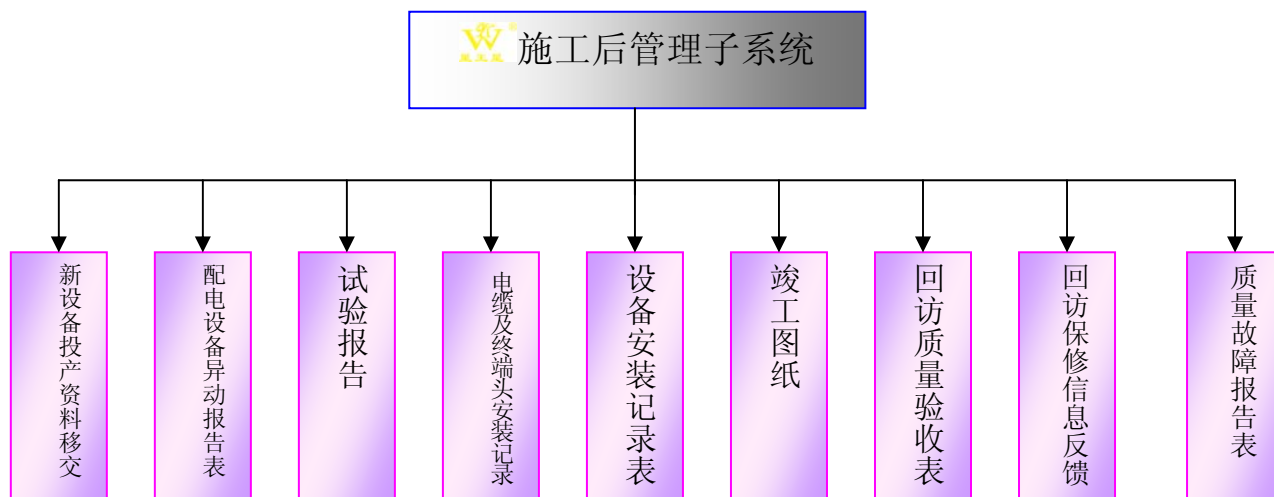 施工后管理子系统
新设备投产资料移交
配电设备异动报告表
试验报告
电缆及终端头安装记录
设备安装记录表
竣工图纸
回访质量验收表
回访保修信息反馈
质量故障报告表